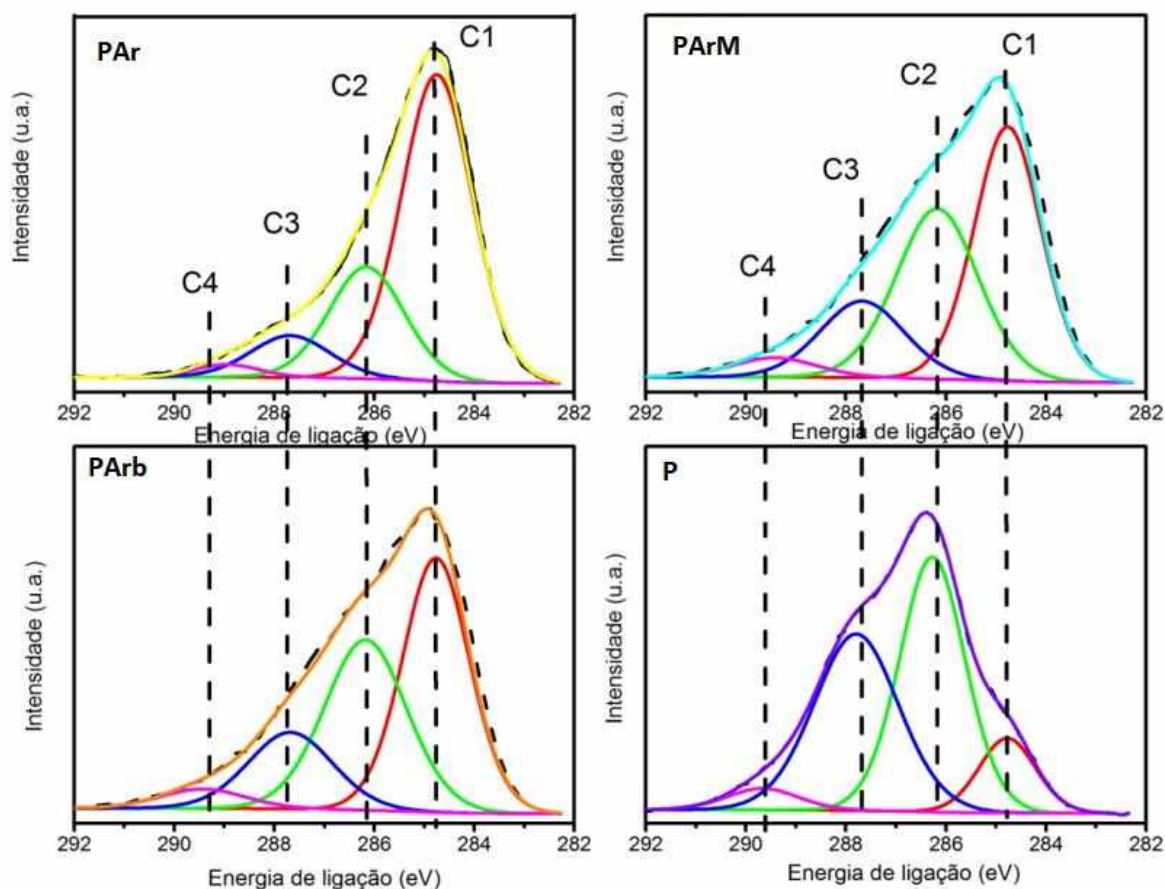 PAr
C1
C2
C3
C4
Intensidade (u.a.)
292 290 288 286 284 282
Energia de ligação (eV)
PArM
C1
C2
C3
C4
Intensidade (u.a.)
292 290 288 286 284 282
Energia de ligação (eV)
PArb
Intensidade (u.a.)
292 290 288 286 284 282
Energia de ligação (eV)
P
Intensidade (u.a.)
292 290 288 286 284 282
Energia de ligação (eV)